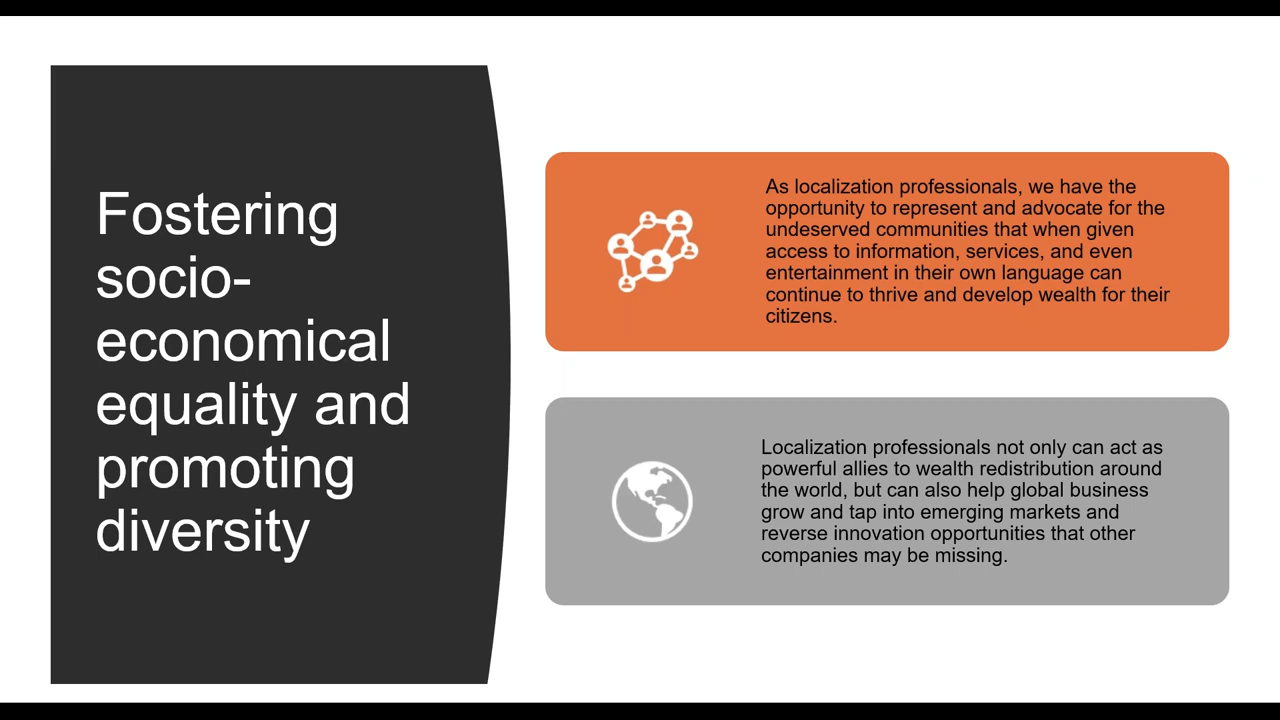 Fostering
socio-
economical
equality and
promoting
diversity
As localization professionals, we have the
opportunity to represent and advocate for the
undeserved communities that when given
access to information, services, and even
entertainment in their own language can
continue to thrive and develop wealth for their
citizens.
Localization professionals not only can act as
powerful allies to wealth redistribution around
the world, but can also help global business
grow and tap into emerging markets and
reverse innovation opportunities that other
companies may be missing.